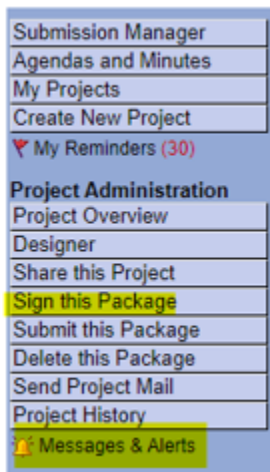 Submission Manager
Agendas and Minutes
My Projects
Create New Project
My Reminders (30)
Project Administration
Project Overview
Designer
Share this Project
Sign this Package
Submit this Package
Delete this Package
Send Project Mail
Project History
Messages & Alerts